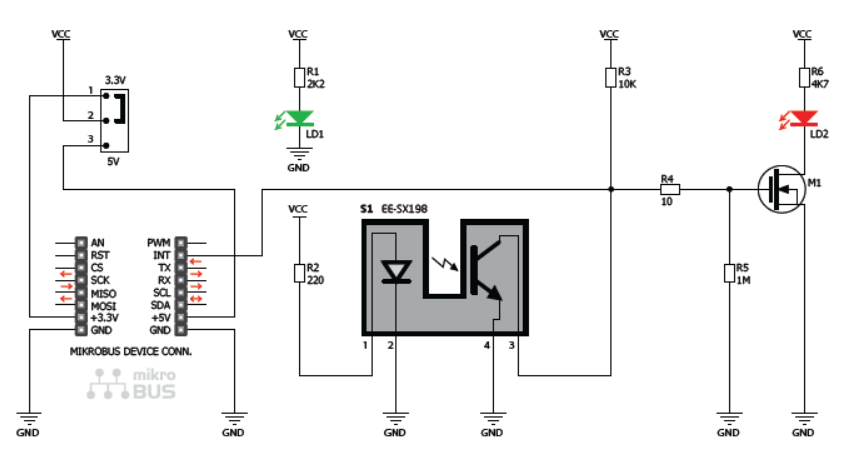 VCC
VCC
VCC
VCC
3.3V
1
2
3
5V
R1
2K2
LD1
GND
R3
10K
R6
4K7
LD2
R4
10
M1
VCC
S1 EE-SX198
R2
220
R5
1M
1
2
4
3
AN
RST
CS
SCK
MISO
MOSI
+3.3V
GND
PWM
INT
TX
RX
SCL
SDA
+5V
GND
MIKROBUS DEVICE CONN.
mikro
BUS
GND
GND
GND
GND
GND
GND